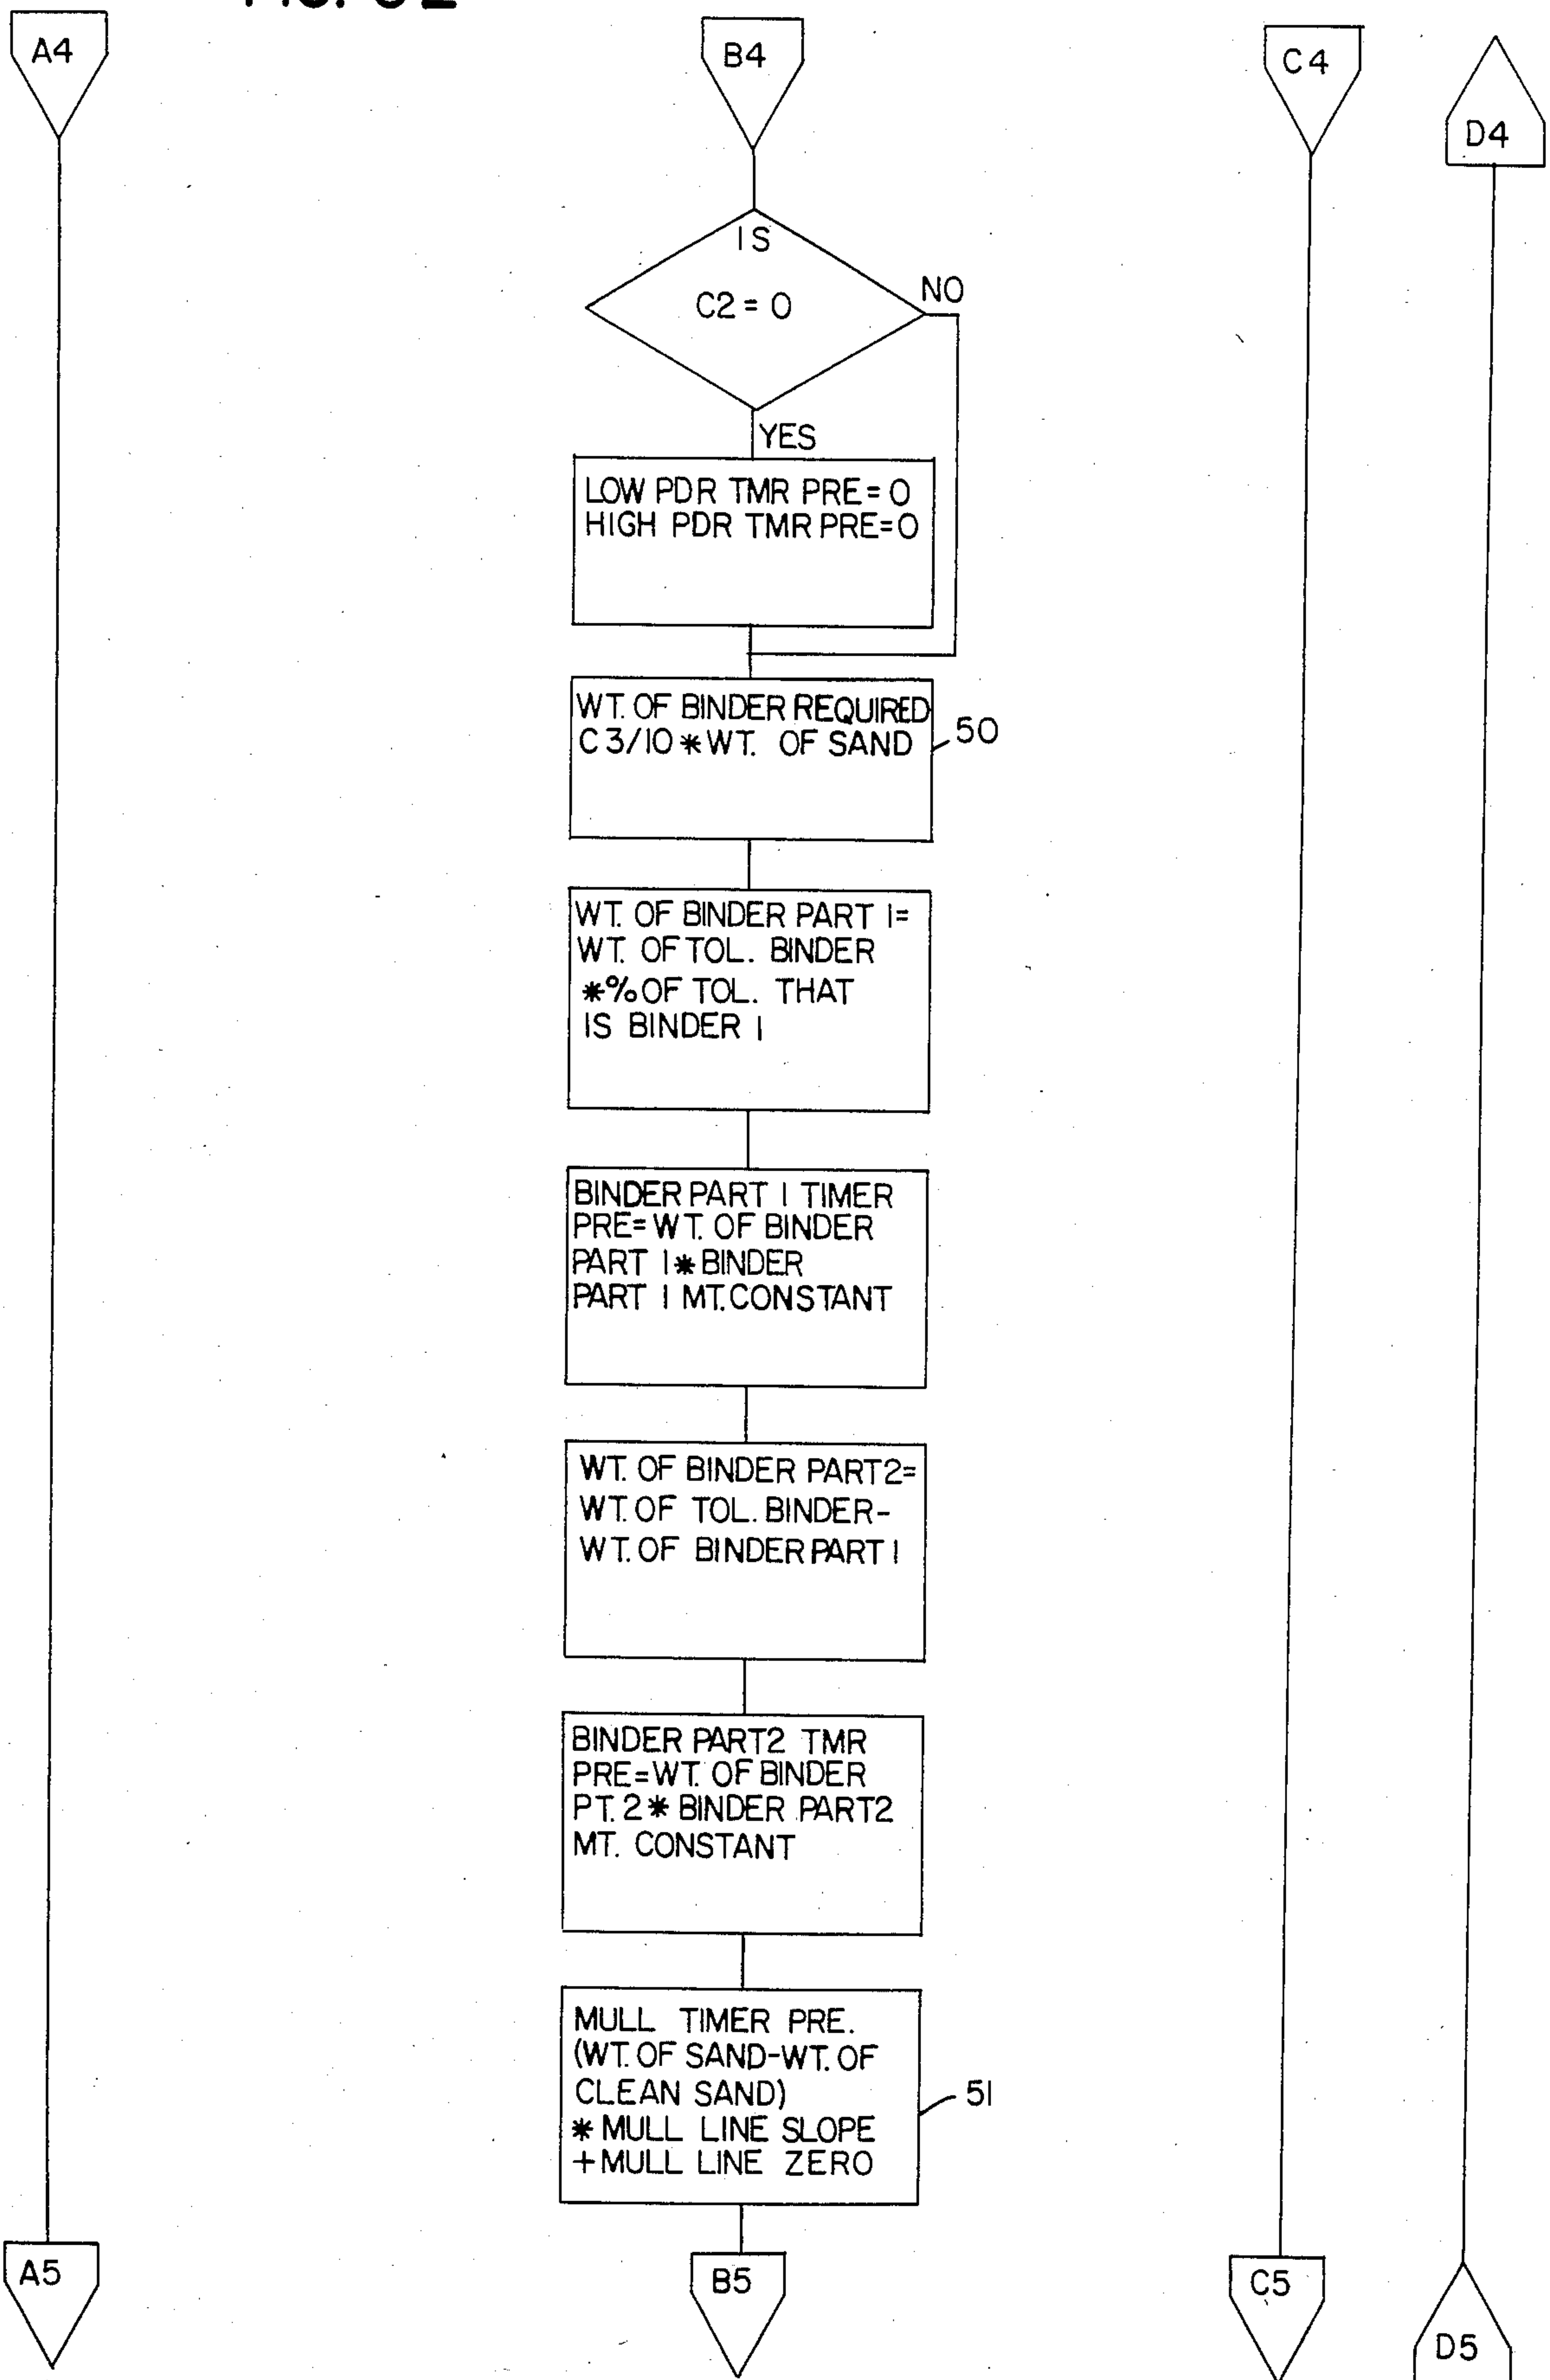 A4
B4
C4
D4
IS
C2 = 0
NO
YES
LOW PDR TMR PRE = 0
HIGH PDR TMR PRE = 0
WT. OF BINDER REQUIRED
C3/10 * WT. OF SAND
50
WT. OF BINDER PART 1=
WT. OF TOL. BINDER
*% OF TOL. THAT
IS BINDER 1
BINDER PART 1 TIMER
PRE=WT. OF BINDER
PART 1 * BINDER
PART 1 MT. CONSTANT
WT. OF BINDER PART2=
WT. OF TOL. BINDER-
WT. OF BINDER PART 1
BINDER PART2 TMR
PRE=WT. OF BINDER
PT. 2 * BINDER PART2
MT. CONSTANT
MULL TIMER PRE.
(WT. OF SAND-WT. OF
CLEAN SAND)
* MULL LINE SLOPE
+MULL LINE ZERO
51
A5
B5
C5
D5